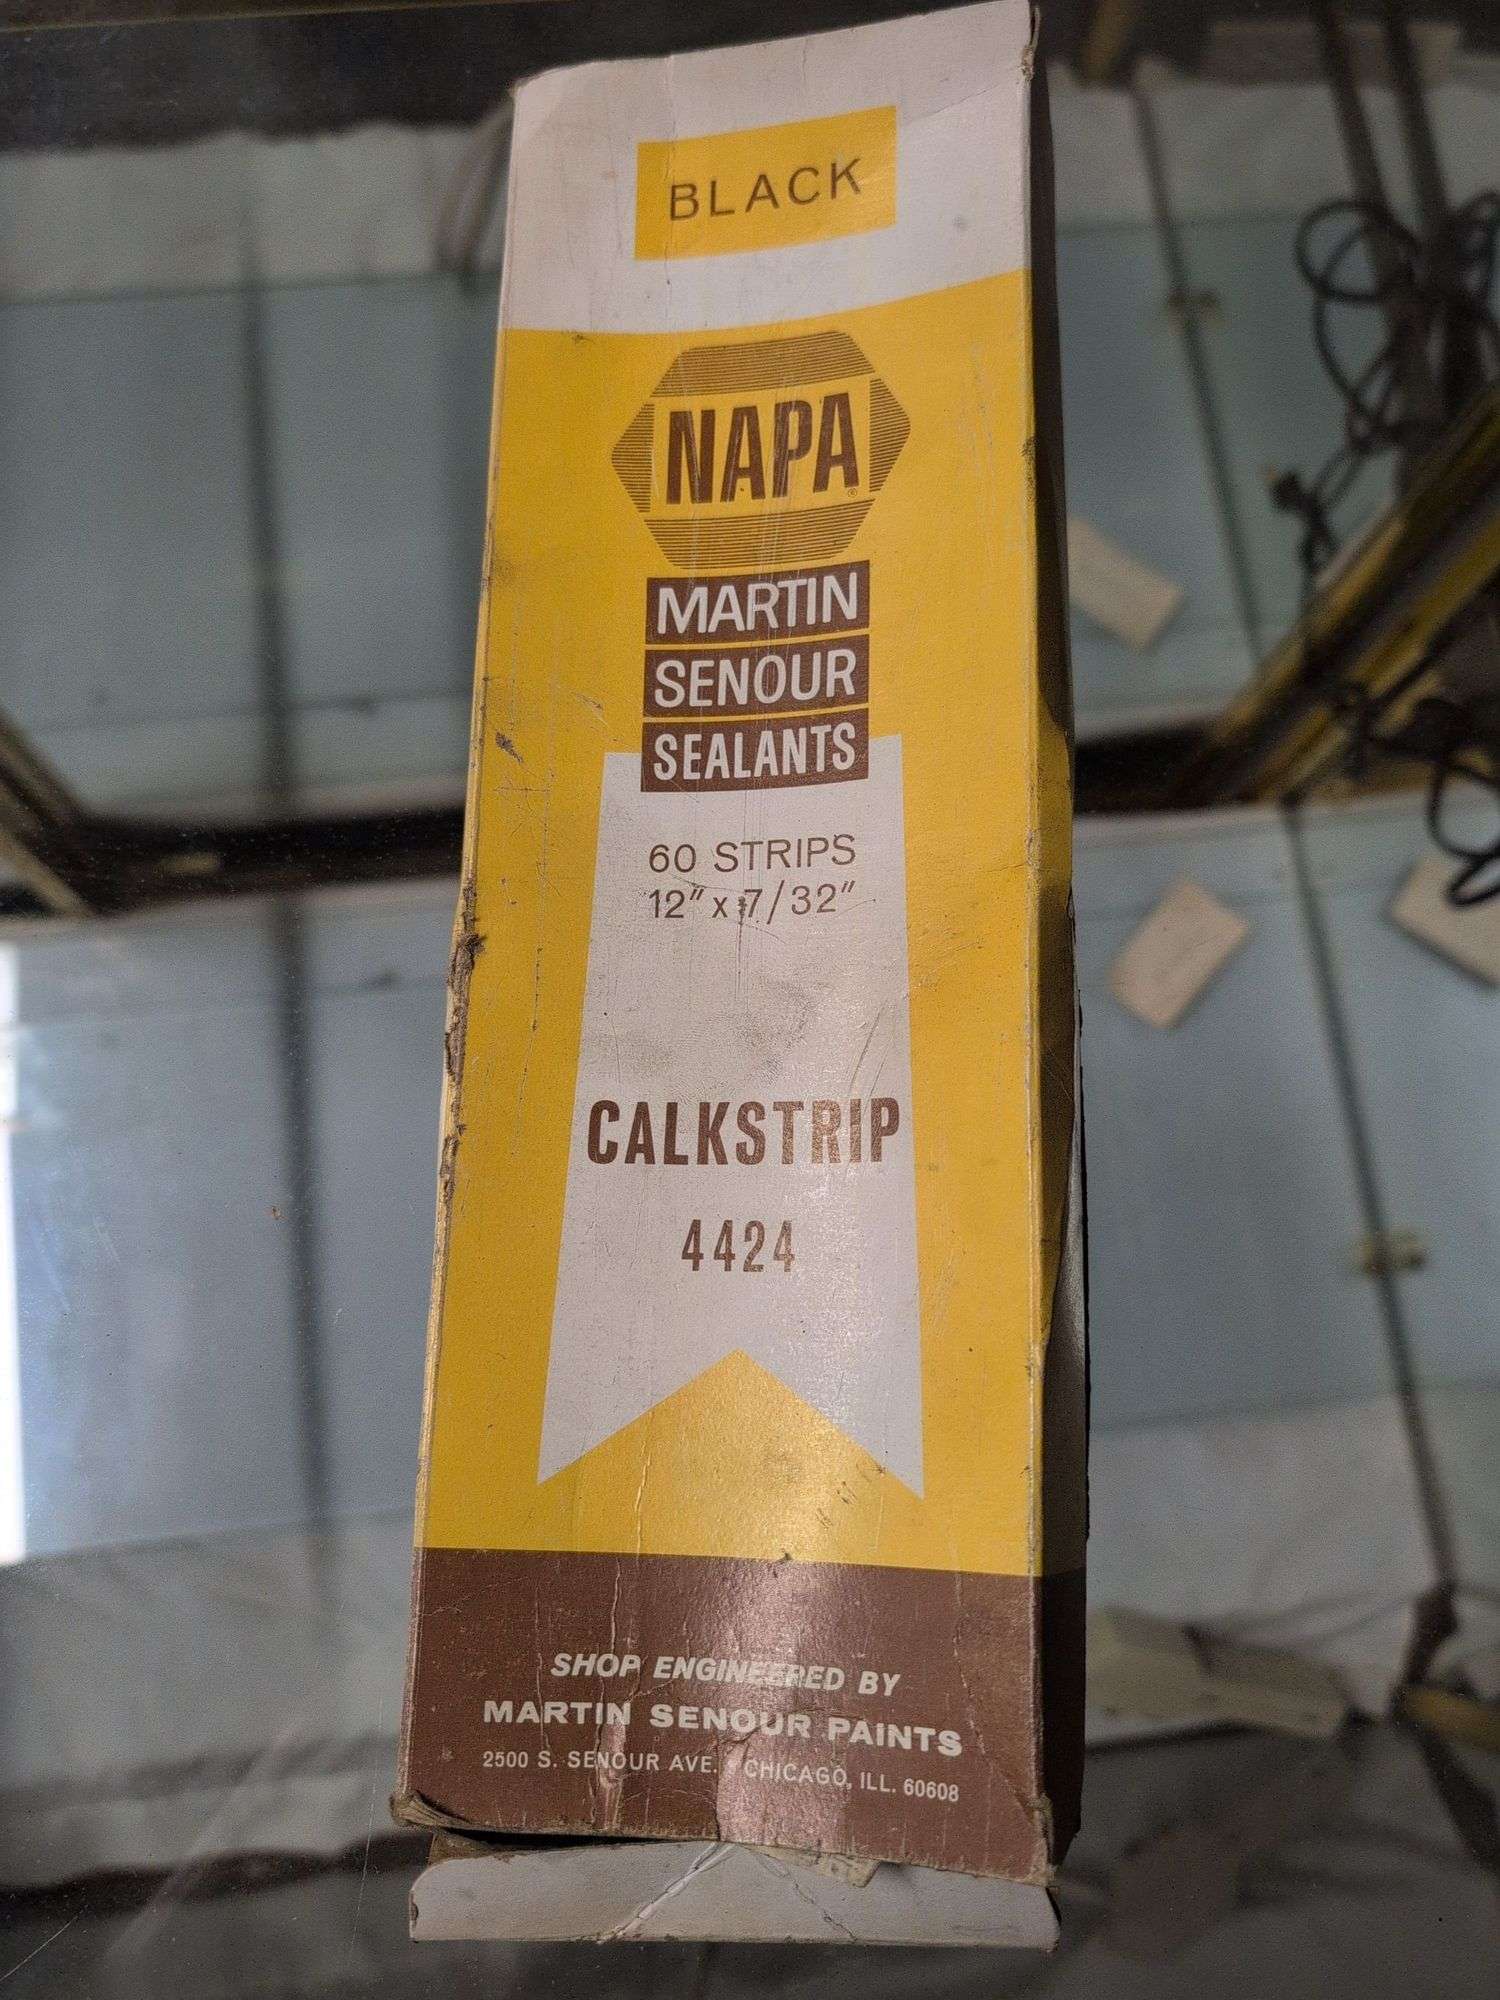 BLACK
NAPA®
MARTIN
SENOUR
SEALANTS
60 STRIPS
12" x 7/32"
CALKSTRIP
4424
SHOP ENGINEERED BY
MARTIN SENOUR PAINTS
2500 S. SENOUR AVE. • CHICAGO, ILL. 60608